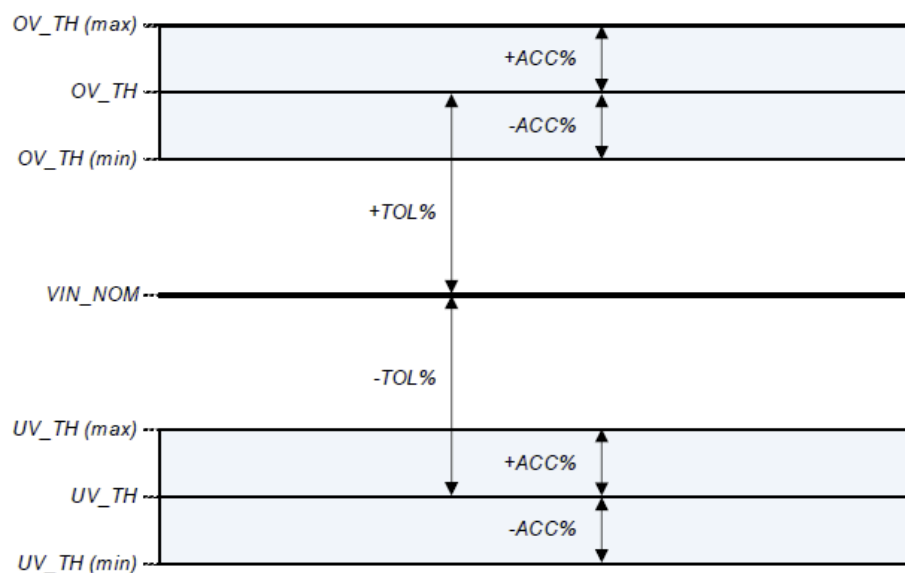 OV_TH (max)
+ACC%
OV_TH
-ACC%
OV_TH (min)
+TOL%
VIN_NOM
-TOL%
UV_TH (max)
+ACC%
UV_TH
-ACC%
UV_TH (min)